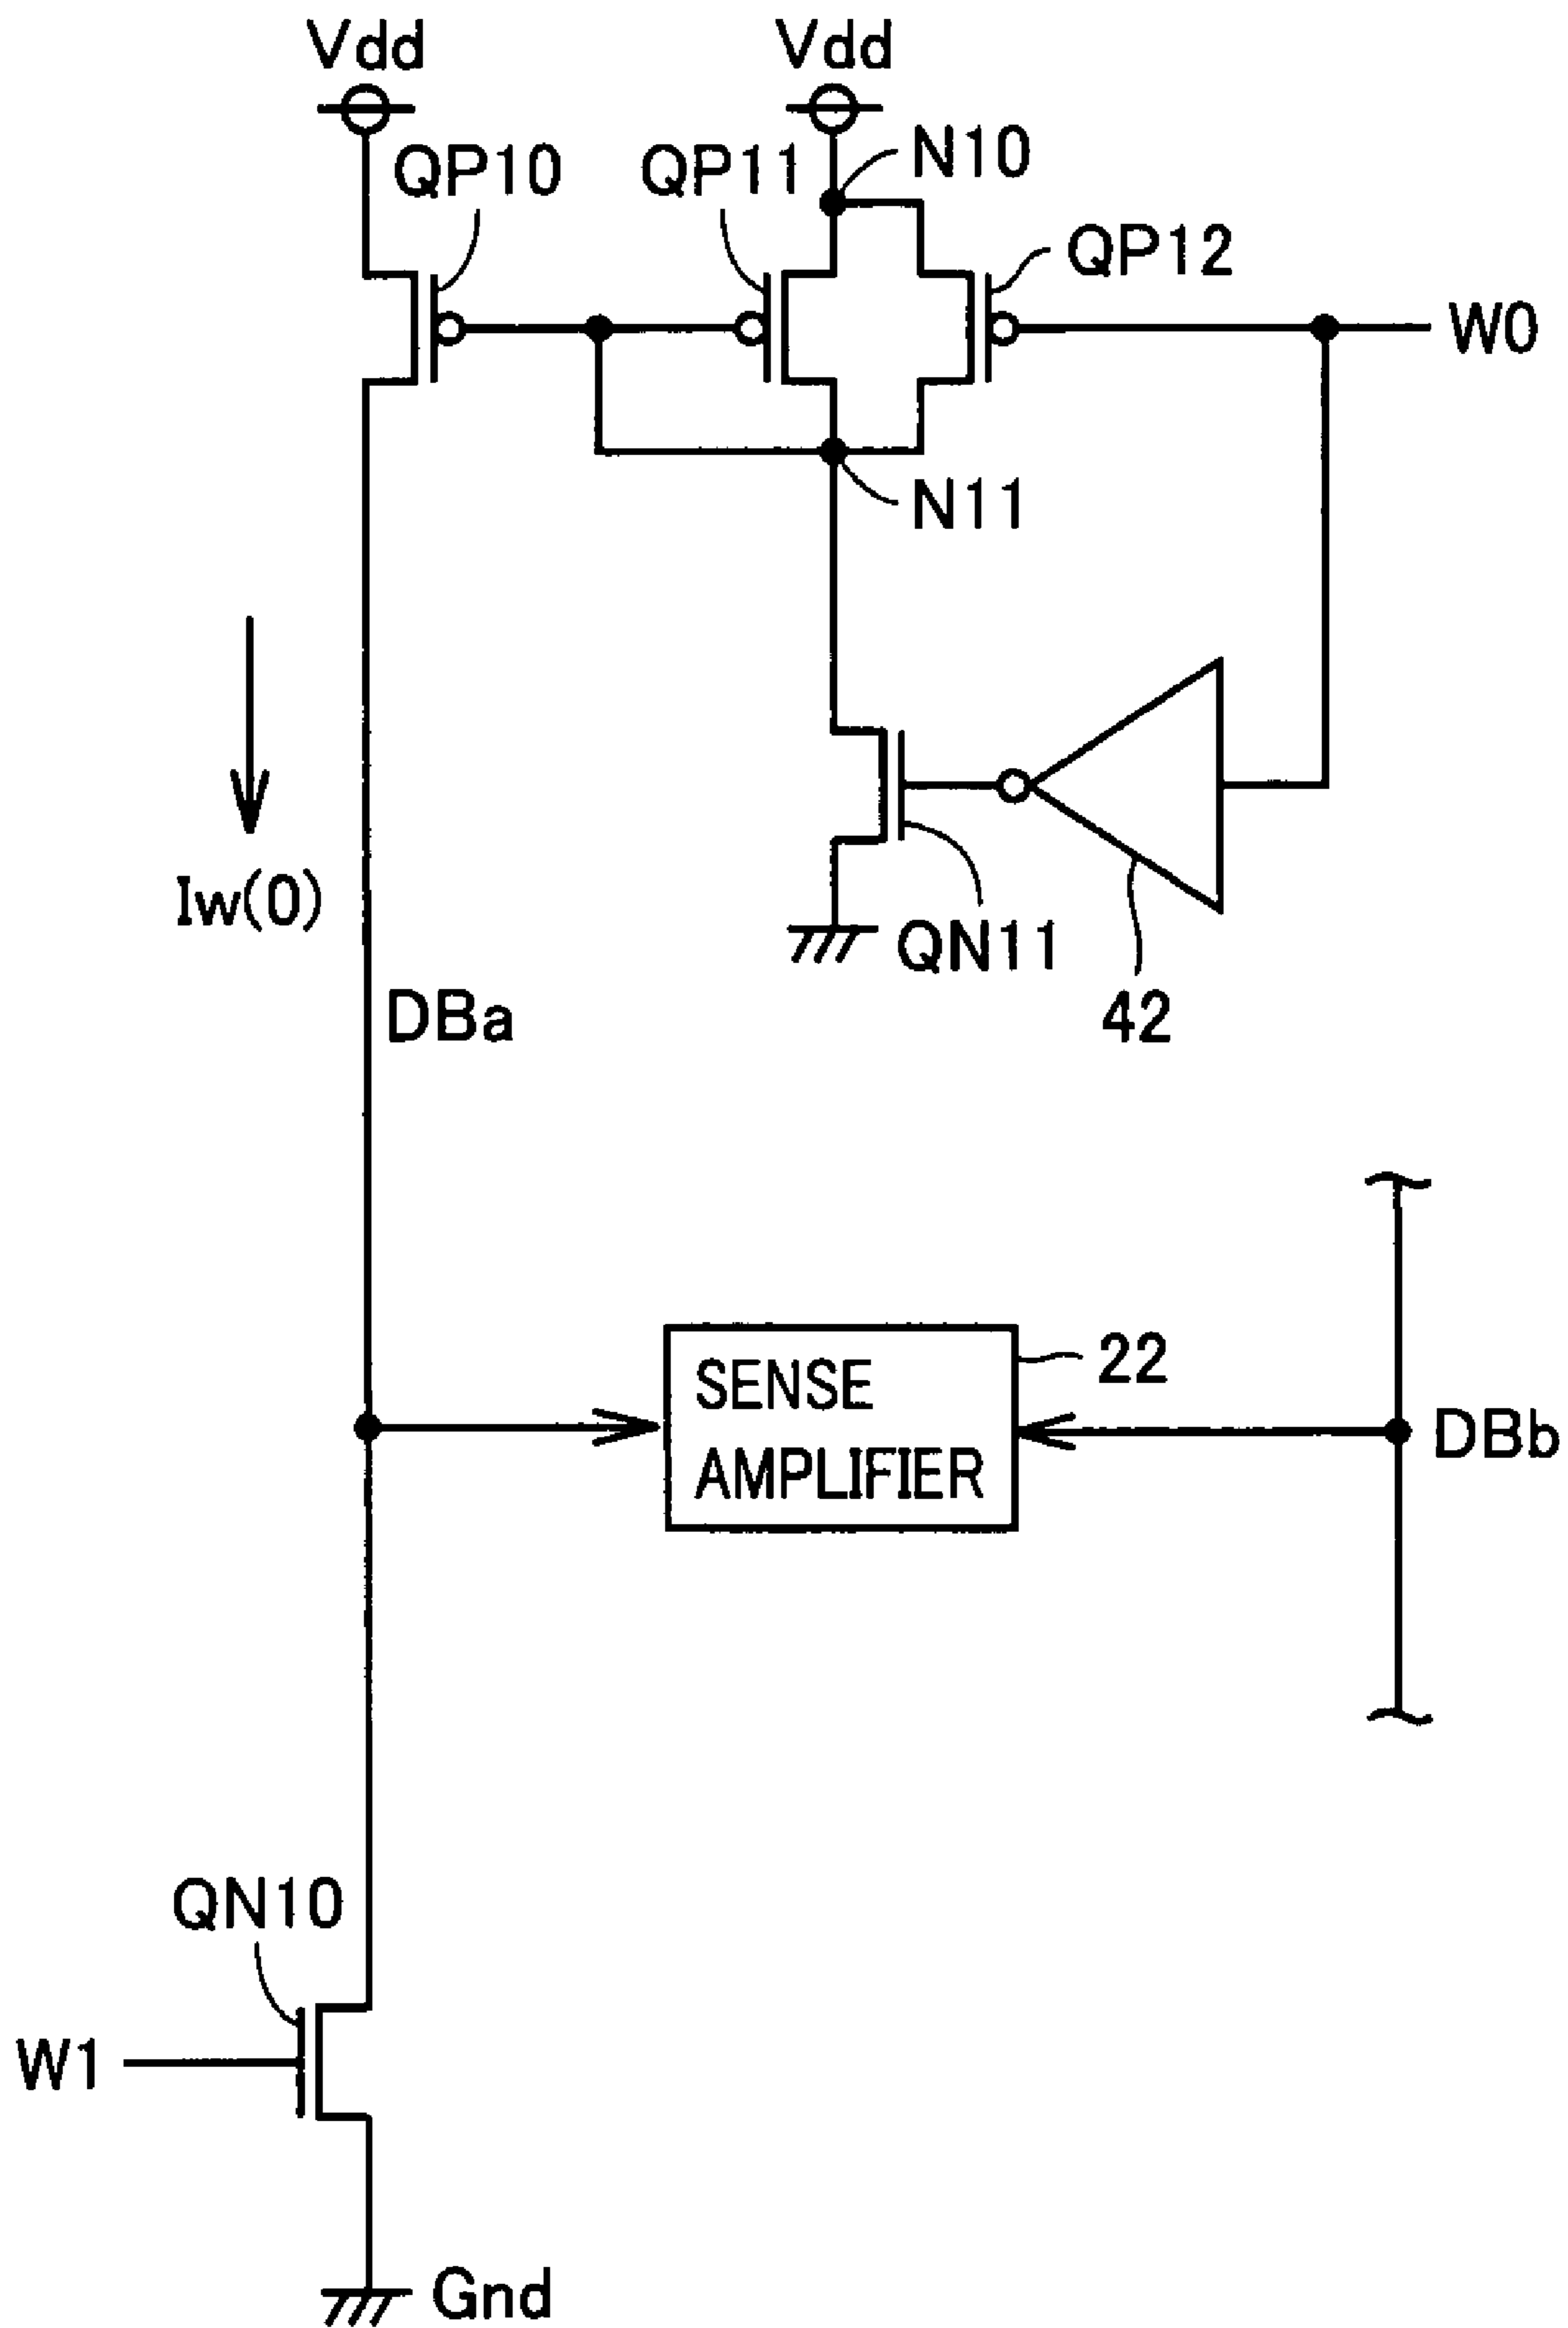 Vdd
Vdd
N10
QP10
QP11
QP12
W0
N11
Iw(0)
QN11
DBa
42
22
SENSE
AMPLIFIER
DBb
QN10
W1
Gnd